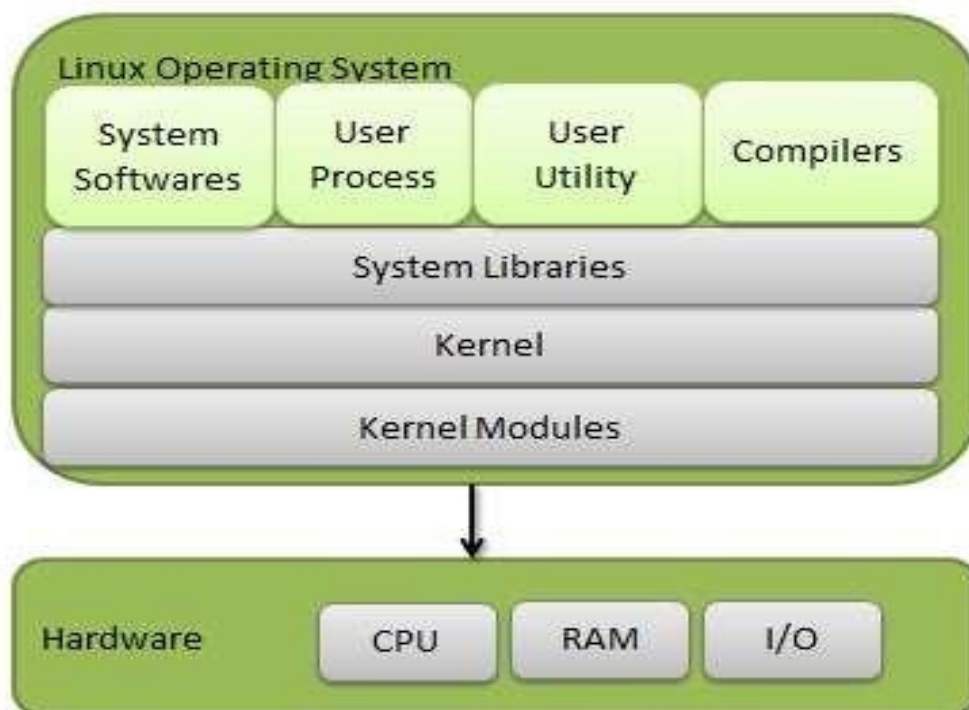 Linux Operating System
System
Softwares
User
Process
User
Utility
Compilers
System Libraries
Kernel
Kernel Modules
Hardware
CPU
RAM
I/O